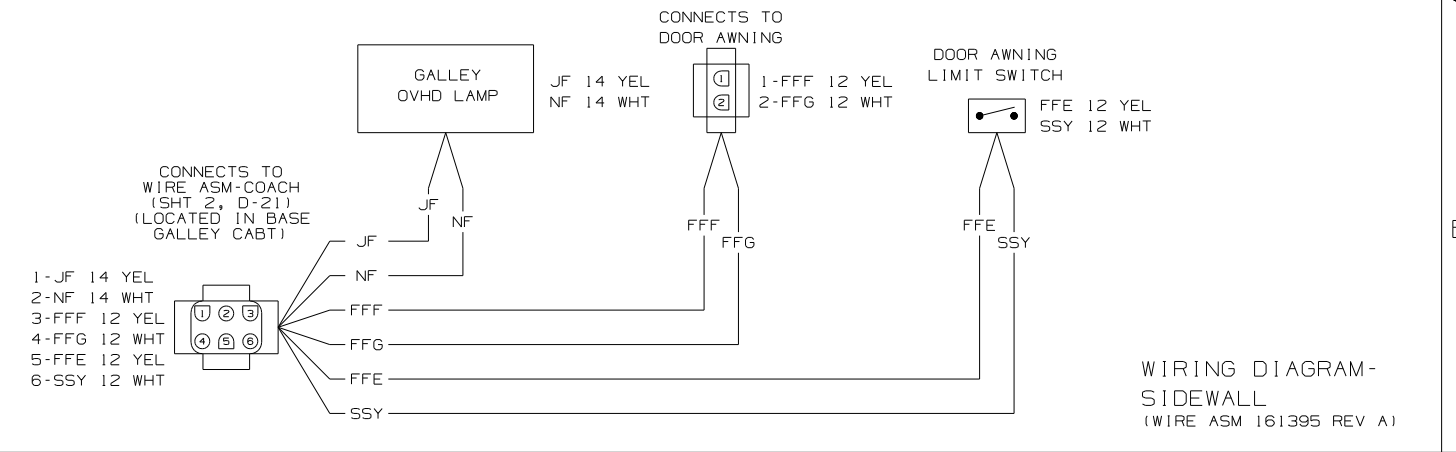 CONNECTS TO
DOOR AWNING
1
2
1-FFF 12 YEL
2-FFG 12 WHT
GALLEY
OVHD LAMP
JF 14 YEL
NF 14 WHT
DOOR AWNING
LIMIT SWITCH
FFE 12 YEL
SSY 12 WHT
CONNECTS TO
WIRE ASM-COACH
(SHT 2, D-21)
(LOCATED IN BASE
GALLEY CABT)
JF
NF
FFF
FFG
FFE
SSY
1-JF 14 YEL
2-NF 14 WHT
3-FFF 12 YEL
4-FFG 12 WHT
5-FFE 12 YEL
6-SSY 12 WHT
1 2 3
4 5 6
JF
NF
FFF
FFG
FFE
SSY
WIRING DIAGRAM-
SIDEWALL
(WIRE ASM 161395 REV A)